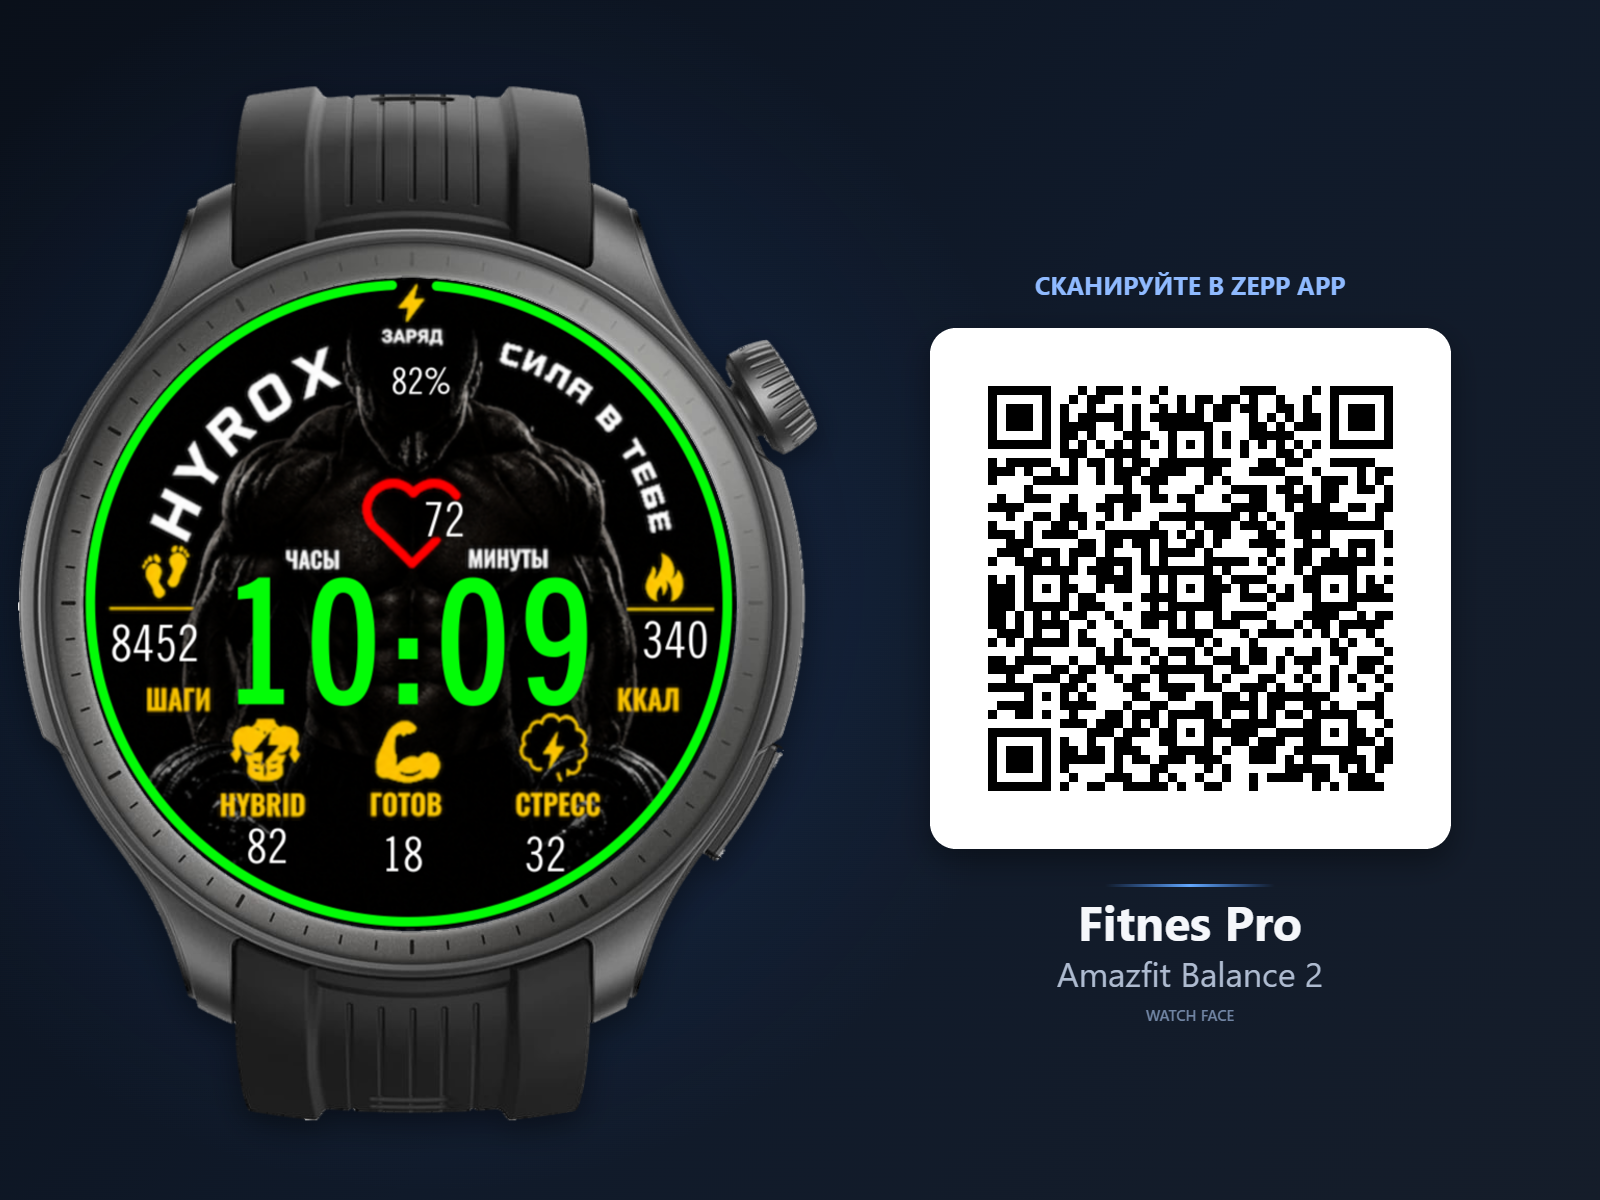 ЗАРЯД
82%
HYROX
СИЛА В ТЕБЕ
72
ЧАСЫ
МИНУТЫ
10:09
8452
340
ШАГИ
ККАЛ
HYBRID
ГОТОВ
СТРЕСС
82
18
32
СКАНИРУЙТЕ В ZEPP APP
Fitnes Pro
Amazfit Balance 2
WATCH FACE